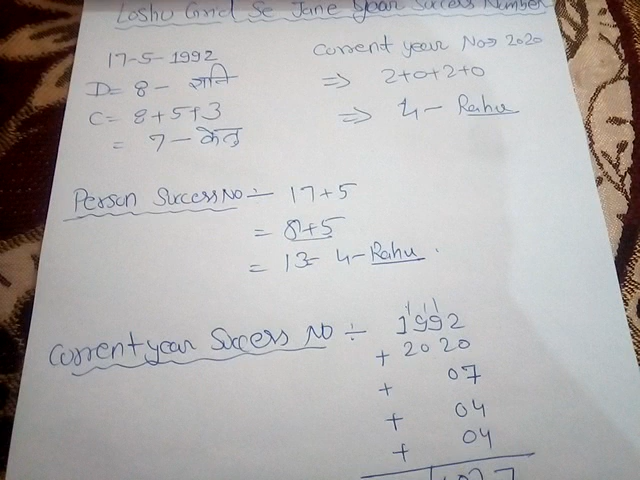 Loshu Grid Se Jane Year Success Number
17-5-1992
Current year No → 2020
D= 8 - शनि
⇒ 2+0+2+0
C= 8+5+3
⇒ 4 - Rahu
= 7 - केतु
Person Success No ÷ 17+5
= 8+5
= 13= 4-Rahu.
Current year Success No ÷ 1992
+ 2020
+ 07
+ 04
+ 04